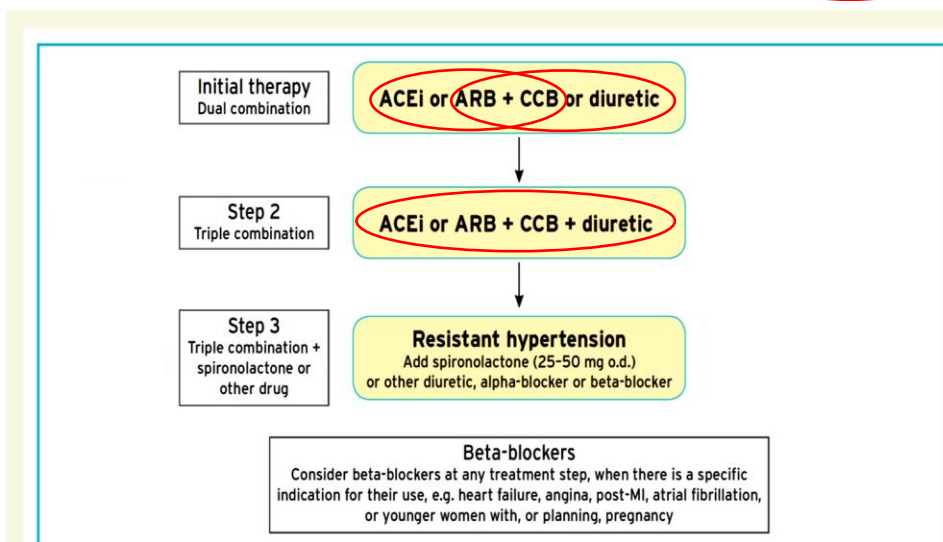 Initial therapy
Dual combination
ACEi or ARB + CCB or diuretic
Step 2
Triple combination
ACEi or ARB + CCB + diuretic
Step 3
Triple combination +
spironolactone or
other drug
Resistant hypertension
Add spironolactone (25–50 mg o.d.)
or other diuretic, alpha-blocker or beta-blocker
Beta-blockers
Consider beta-blockers at any treatment step, when there is a specific
indication for their use, e.g. heart failure, angina, post-MI, atrial fibrillation,
or younger women with, or planning, pregnancy